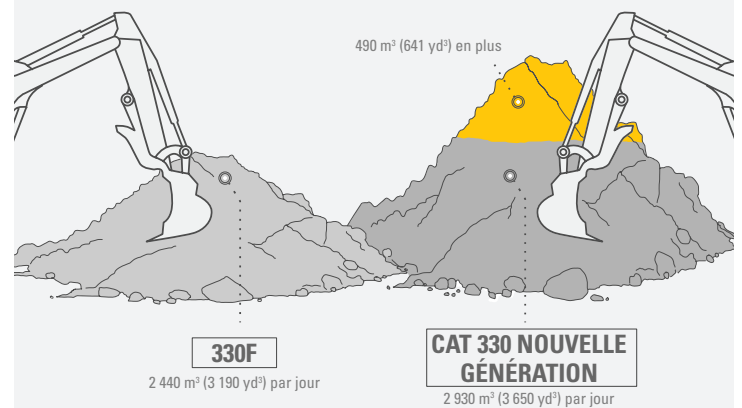 490 m³ (641 yd³) en plus
330F
2 440 m³ (3 190 yd³) par jour
CAT 330 NOUVELLE
GÉNÉRATION
2 930 m³ (3 650 yd³) par jour